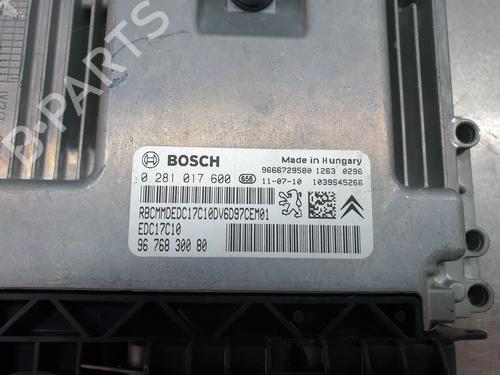 B-PARTS
BOSCH
Made in Hungary
9666729580 1263 0296
0 281 017 600 656 11-07-10 1039S45266
RBCMMDEDC17C10DV6D97CEM01
EDC17C10
96 768 300 80